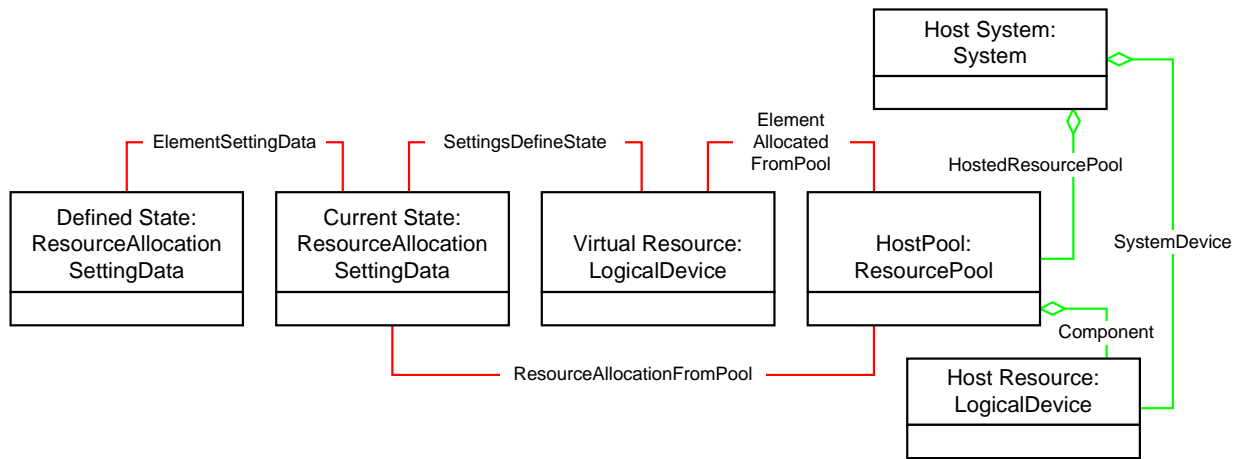 Host System:
System
ElementSettingData
SettingsDefineState
Element
Allocated
FromPool
HostedResourcePool
Defined State:
ResourceAllocation
SettingData
Current State:
ResourceAllocation
SettingData
Virtual Resource:
LogicalDevice
HostPool:
ResourcePool
SystemDevice
Component
ResourceAllocationFromPool
Host Resource:
LogicalDevice